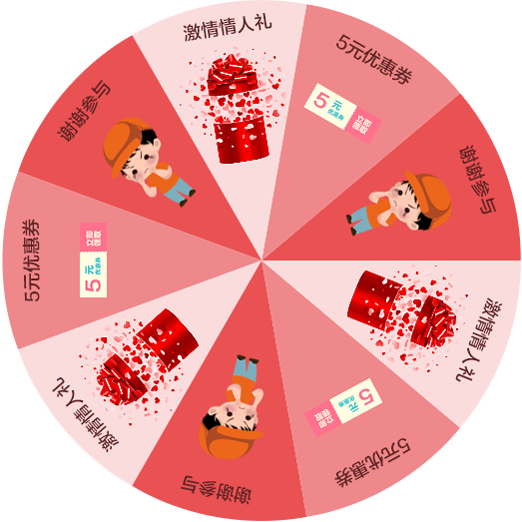 激情情人礼
5元优惠券
5元
优惠券
立即
领取
谢谢参与
激情情人礼
5元优惠券
5元
优惠券
立即
领取
谢谢参与
激情情人礼
5元优惠券
5元
优惠券
立即
领取
谢谢参与